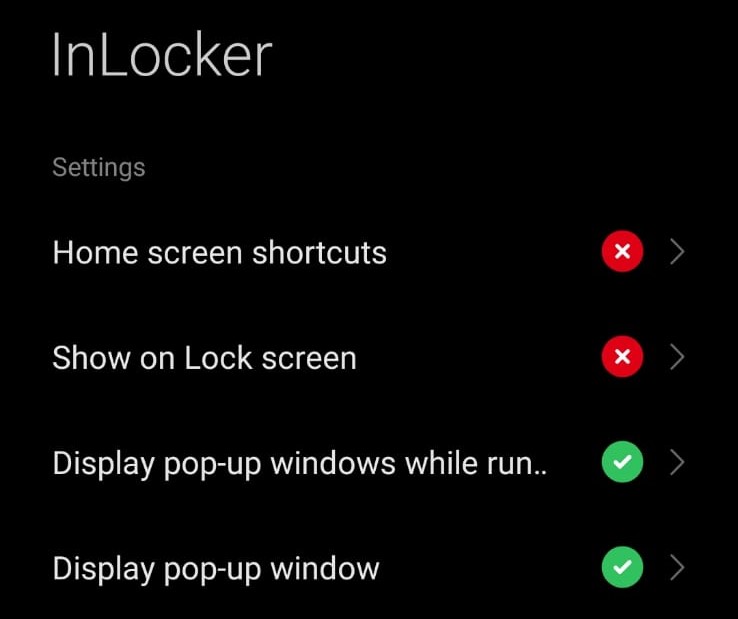 InLocker
Settings
Home screen shortcuts
Show on Lock screen
Display pop-up windows while run..
Display pop-up window